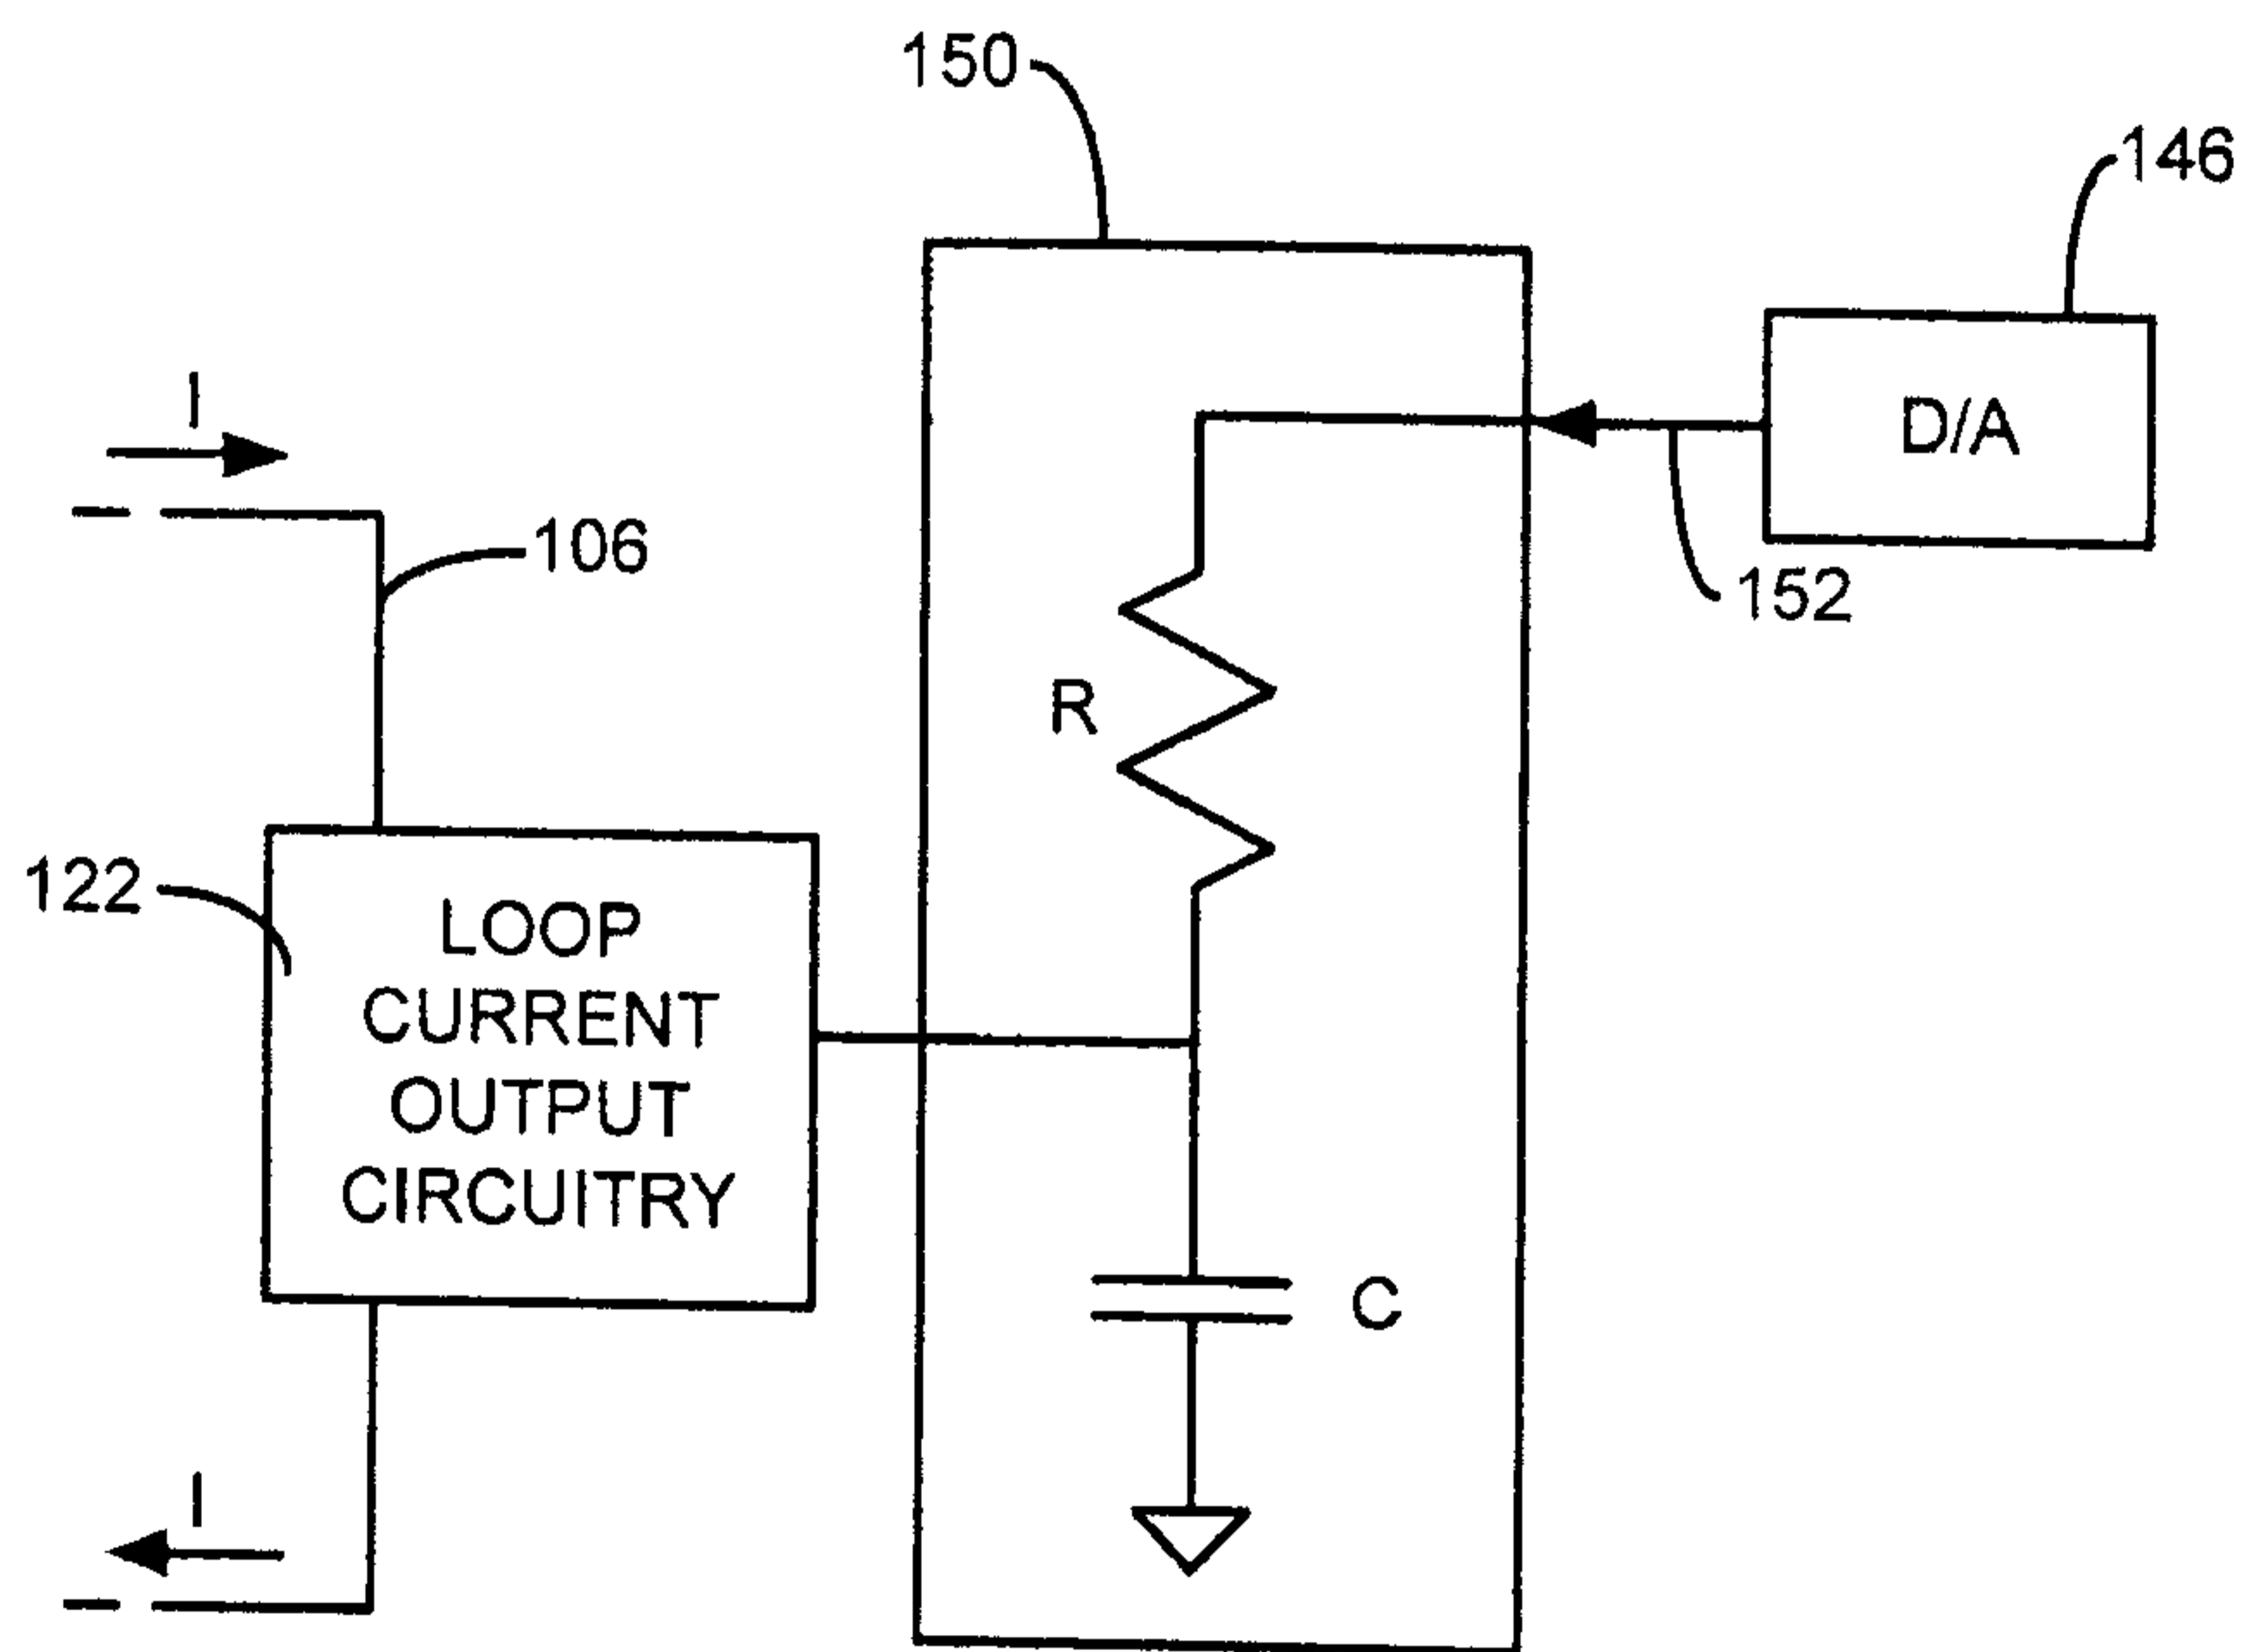 150
146
I
D/A
106
152
R
122
LOOP
CURRENT
OUTPUT
CIRCUITRY
C
I